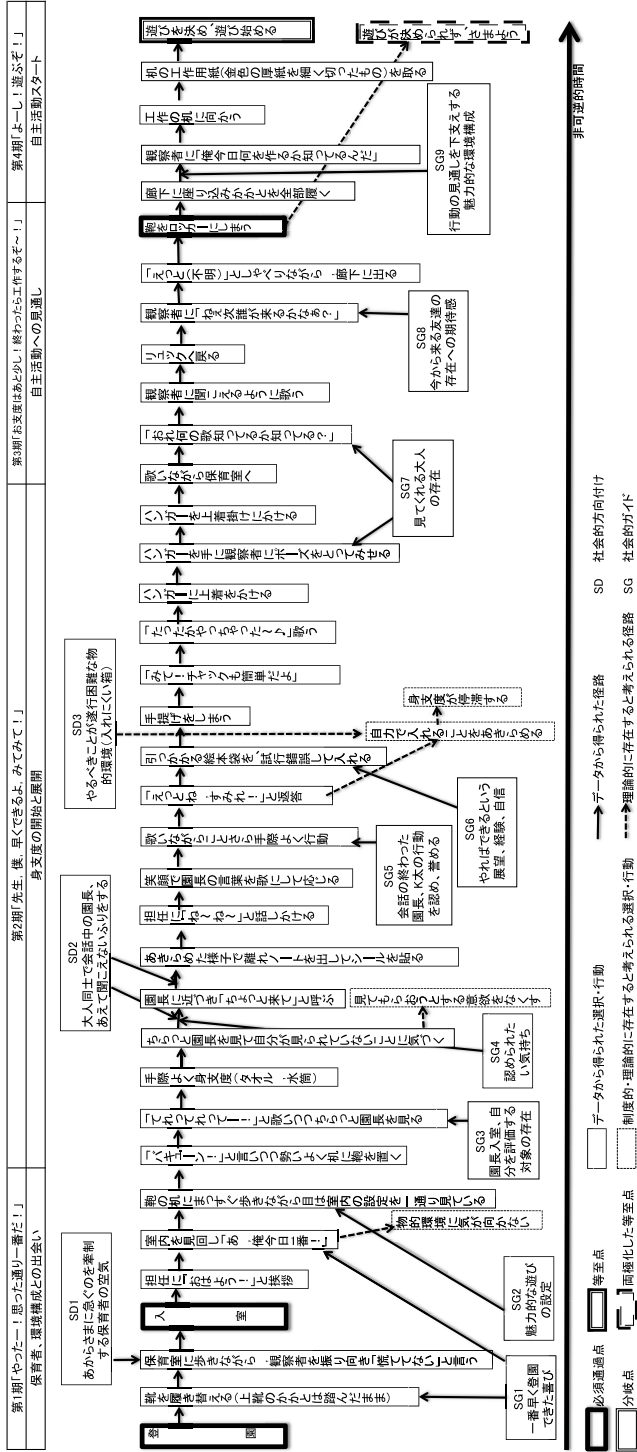 第1期「やったー！思った通り一番だ！」
保育者、環境構成との出会い
第2期「先生、僕、早くできるよ、みてみて！」
身支度の開始と展開
第3期「お支度はあと少し！終わったら工作するぞ～！」
自主活動への見通し
第4期「よーし！遊ぶぞ！」
自主活動スタート
SD1
あからさまに急ぐのを牽制
する保育者の空気
SD2
大人同士で会話中の園長、
あえて聞こえないふりをする
SD3
やるべきことが遂行困難な物
的環境（入れにくい箱）
登園
靴を履き替える（上靴のかかとは踏んだまま）
保育室に歩きながら、観察者を振り向き「慌ててない」と言う
入室
担任に「おはよう！」と挨拶
室内を見回し「あ、俺今日1番！」
鞄の机にまっすぐ歩きながら目は室内の設定を一通り見ている
「バキューン！」と言いつつ勢いよく机に鞄を置く
「てれってれってー！」と歌いつつちらっと園長を見る
手際よく身支度（タオル、水筒）
ちらっと園長を見て自分が見られていないことに気づく
園長に近づき「ちょっと来て」と呼ぶ
あきらめた様子で離れノートを出してシールを貼る
担任に「ね～ね～」と話しかける
笑顔で園長の言葉を歌にして応じる
歌いながらことさら手際よく行動
「えっとね、すみれ！」と返答
引っかかる絵本袋を、試行錯誤して入れる
手提げをしまう
「みて！チャックも簡単だよ」
「たったかやっちゃった～♪」歌う
ハンガーに上着をかける
ハンガーを手に観察者にポーズをとってみせる
ハンガーを上着掛けにかける
歌いながら保育室へ
「おれ何の歌知ってるか知ってる？」
観察者に聞こえるように歌う
リュックへ戻る
観察者に「ねぇ次誰が来るかなぁ？」
「えっと（不明）」としゃべりながら、廊下に出る
鞄をロッカーにしまう
廊下に座り込みかかとを全部履く
観察者に「俺今日何を作るか知ってるんだ」
工作の机に向かう
机の工作用紙（金色の厚紙を細く切ったもの）を取る
遊びを決め、遊び始める
遊びが決められず、さまよう
物的環境に気が向かない
見てもらおうとする意欲をなくす
自力で入れることをあきらめる
身支度が停滞する
SG1
一番早く登園
できた喜び
SG2
魅力的な遊び
の設定
SG3
園長入室、自
分を評価する
対象の存在
SG4
認められた
い気持ち
SG5
会話の終わった
園長、K太の行動
を認め、誉める
SG6
やればできるという
展望、経験、自信
SG7
見てくれる大人
の存在
SG8
今から来る友達の
存在への期待感
SG9
行動の見通しを下支えする
魅力的な環境構成
非可逆的時間
必須通過点
等至点
データから得られた選択・行動
データから得られた径路
SD 社会的方向付け
分岐点
両極化した等至点
制度的・理論的に存在すると考えられる選択・行動
理論的に存在すると考えられる径路
SG 社会的ガイド